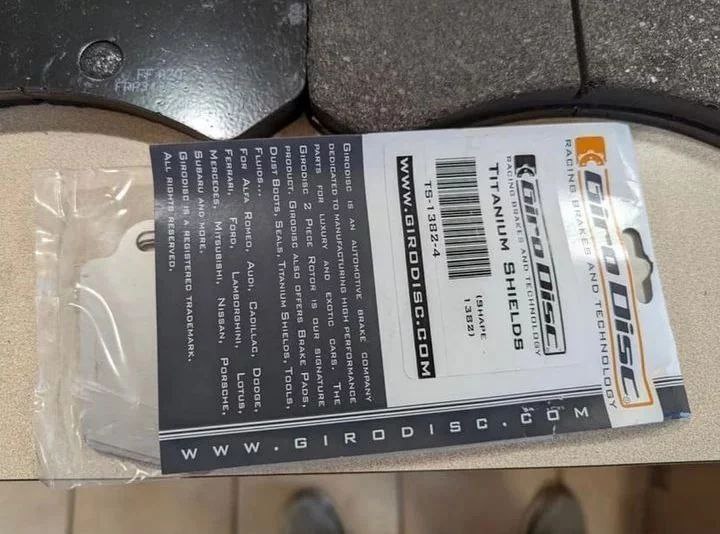 Giro Disc®
RACING BRAKES AND TECHNOLOGY
Giro Disc
RACING BRAKES AND TECHNOLOGY
TITANIUM SHIELDS
(SHAPE
1382)
TS-1382-4
WWW.GIRODISC.COM
GIRODISC IS AN AUTOMOTIVE BRAKE COMPANY
DEDICATED TO MANUFACTURING HIGH PERFORMANCE
PARTS FOR LUXURY AND EXOTIC CARS. THE
GIRODISC 2 PIECE ROTOR IS OUR SIGNATURE
PRODUCT. GIRODISC ALSO OFFERS BRAKE PADS,
DUST BOOTS, SEALS, TITANIUM SHIELDS, TOOLS,
FLUIDS...
FOR ALFA ROMEO, AUDI, CADILLAC, DODGE,
FERRARI, FORD, LAMBORGHINI, LOTUS,
MERCEDES, MITSUBISHI, NISSAN, PORSCHE,
SUBARU AND MORE.
GIRODISC IS A REGISTERED TRADEMARK.
ALL RIGHTS RESERVED.
WWW.GIRODISC.COM